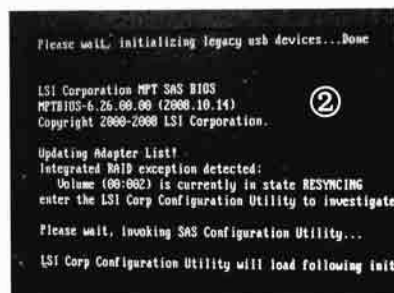 Please wait, initializing legacy usb devices...Done
LSI Corporation MPT SAS BIOS
MPTBIOS-6.26.00.00 (2008.10.14)
Copyright 2000-2008 LSI Corporation.
②
Updating Adapter List!
Integrated RAID exception detected:
Volume (00:002) is currently in state RESYNCING
enter the LSI Corp Configuration Utility to investigate
Please wait, invoking SAS Configuration Utility...
LSI Corp Configuration Utility will load following init